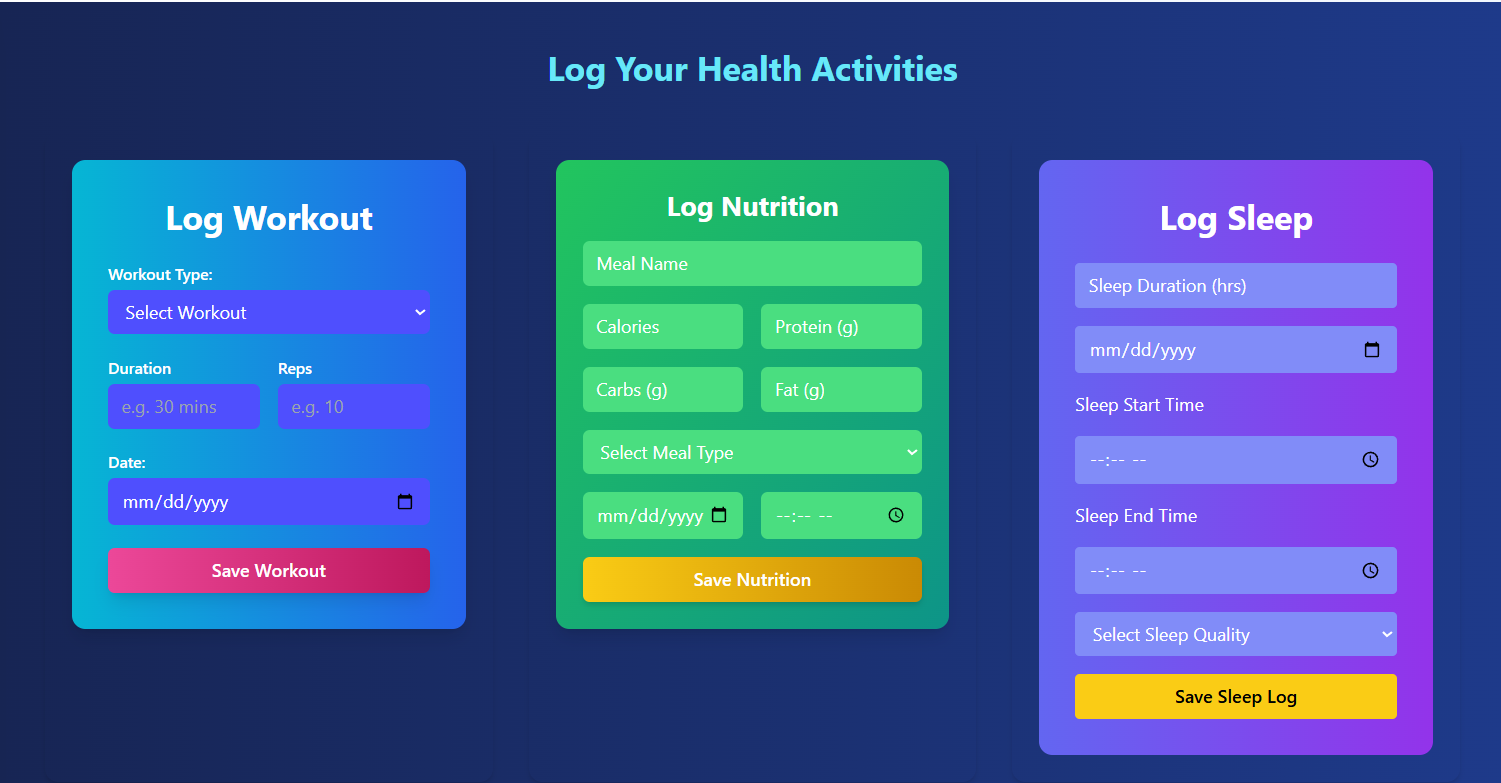 Log Your Health Activities
Log Workout
Workout Type:
Select Workout
Duration
Reps
e.g. 30 mins
e.g. 10
Date:
mm/dd/yyyy
Save Workout
Log Nutrition
Meal Name
Calories
Protein (g)
Carbs (g)
Fat (g)
Select Meal Type
mm/dd/yyyy
--:-- --
Save Nutrition
Log Sleep
Sleep Duration (hrs)
mm/dd/yyyy
Sleep Start Time
--:-- --
Sleep End Time
--:-- --
Select Sleep Quality
Save Sleep Log